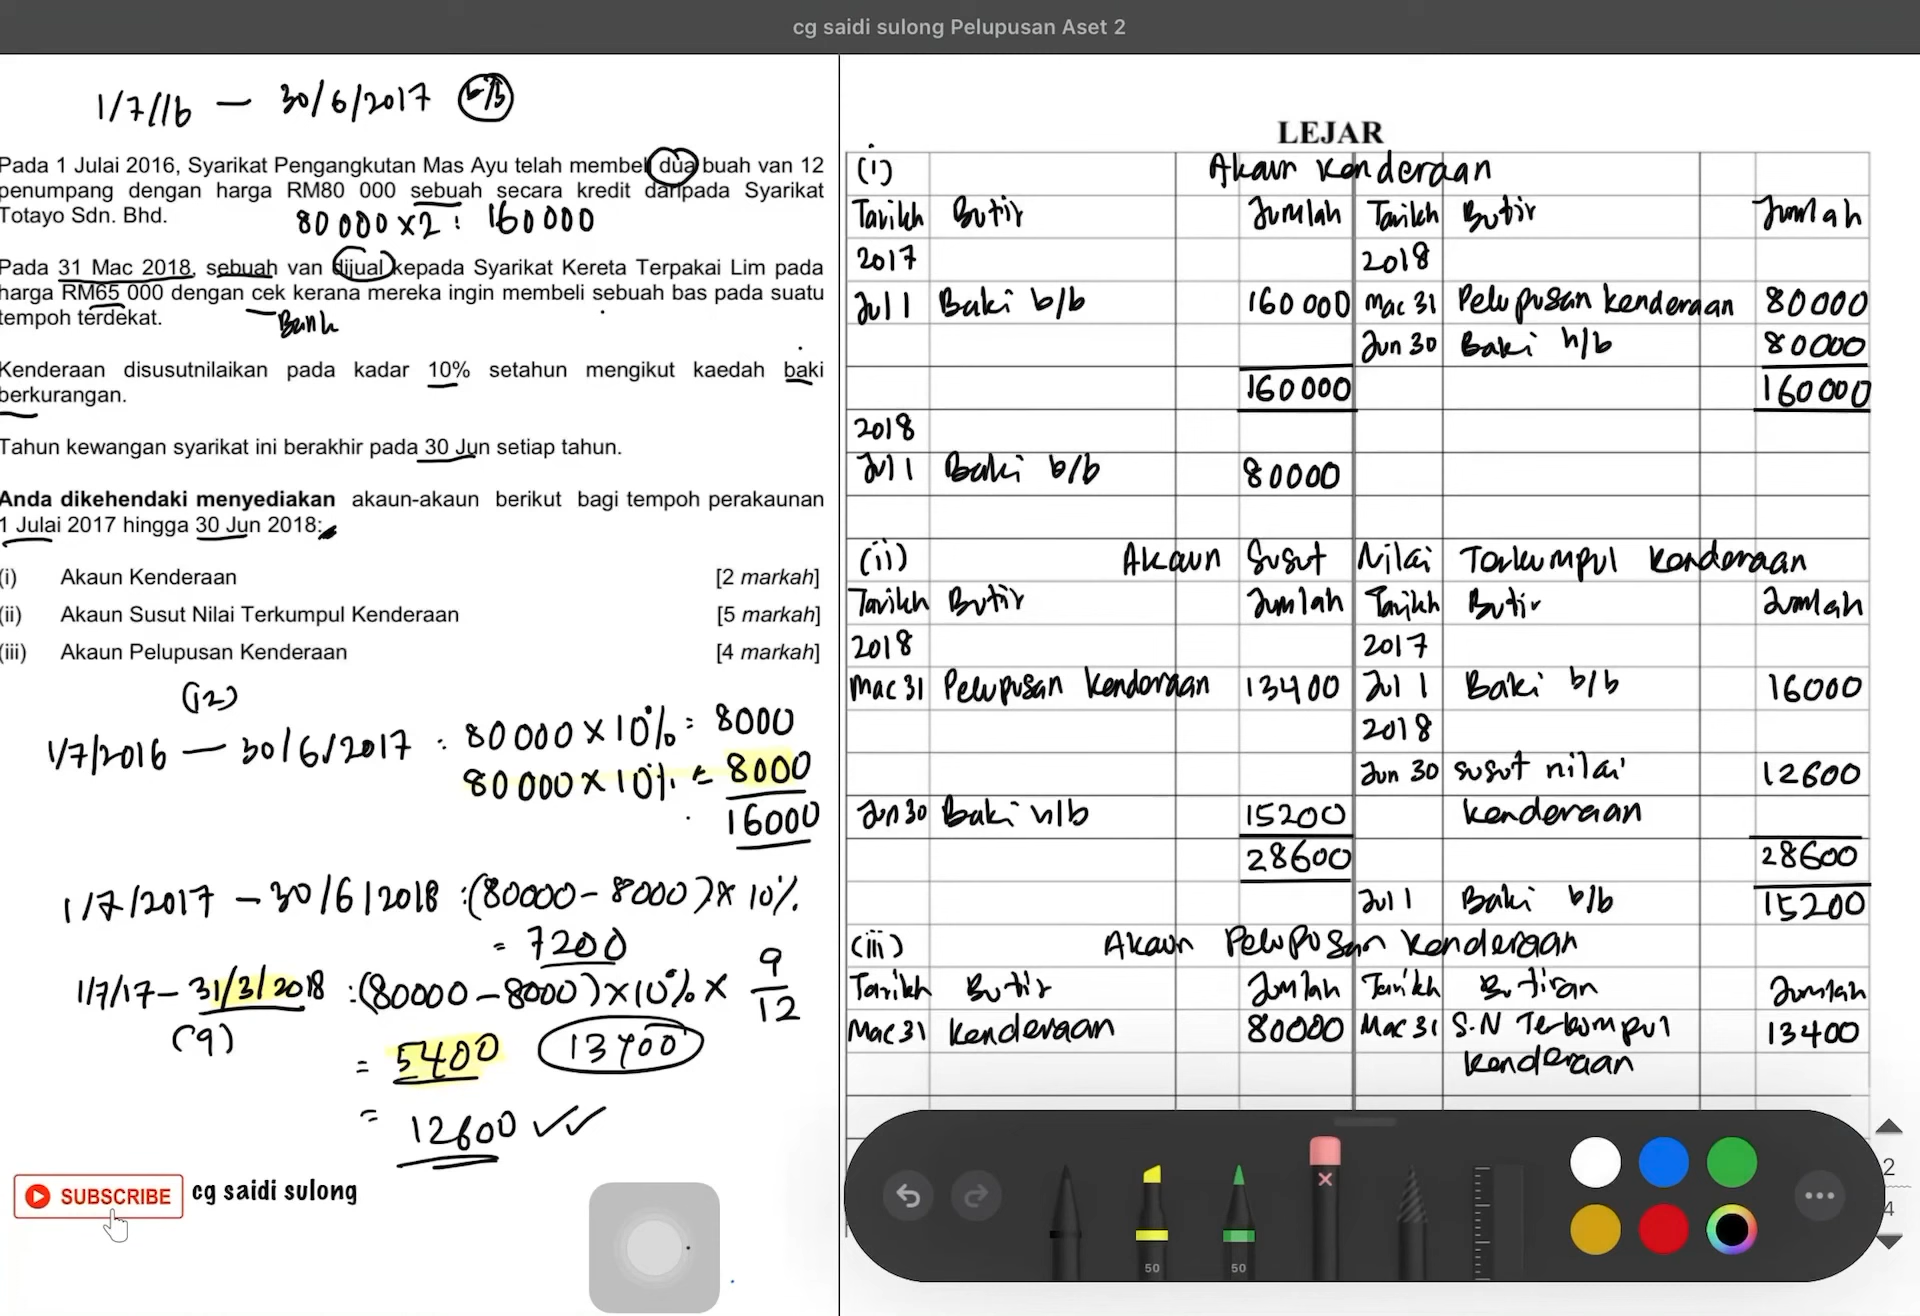 cg saidi sulong Pelupusan Aset 2
1/7/16 — 30/6/2017
Pada 1 Julai 2016, Syarikat Pengangkutan Mas Ayu telah membeli dua buah van 12
penumpang dengan harga RM80 000 sebuah secara kredit daripada Syarikat
Totayo Sdn. Bhd.
80000 x 2 : 160000
Pada 31 Mac 2018, sebuah van dijual kepada Syarikat Kereta Terpakai Lim pada
harga RM65 000 dengan cek kerana mereka ingin membeli sebuah bas pada suatu
tempoh terdekat.
Bank
Kenderaan disusutnilaikan pada kadar 10% setahun mengikut kaedah baki
berkurangan.
Tahun kewangan syarikat ini berakhir pada 30 Jun setiap tahun.
Anda dikehendaki menyediakan akaun-akaun berikut bagi tempoh perakaunan
1 Julai 2017 hingga 30 Jun 2018:
(i) Akaun Kenderaan [2 markah]
(ii) Akaun Susut Nilai Terkumpul Kenderaan [5 markah]
(iii) Akaun Pelupusan Kenderaan [4 markah]
(12)
1/7/2016 — 30/6/2017 : 80000 x 10% = 8000
80000 x 10% = 8000
16000
1/7/2017 - 30/6/2018 : (80000 - 8000) x 10%
= 7200
1/7/17 - 31/3/2018 : (80000 - 8000) x 10% x 9/12
(9)
= 5400 13400
= 12600 ✓✓
SUBSCRIBE cg saidi sulong
LEJAR
(i) Akaun Kenderaan
Tarikh Butir Jumlah Tarikh Butir Jumlah
2017 2018
Jul 1 Baki b/b 160000 Mac 31 Pelupusan kenderaan 80000
Jun 30 Baki h/b 80000
160000 160000
2018
Jul 1 Baki b/b 80000
(ii) Akaun Susut Nilai Terkumpul Kenderaan
Tarikh Butir Jumlah Tarikh Butir Jumlah
2018 2017
Mac 31 Pelupusan kenderaan 13400 Jul 1 Baki b/b 16000
2018
Jun 30 susut nilai 12600
Jun 30 Baki h/b 15200 kenderaan
28600 28600
Jul 1 Baki b/b 15200
(iii) Akaun Pelupusan Kenderaan
Tarikh Butir Jumlah Tarikh Butiran Jumlah
Mac 31 kenderaan 80000 Mac 31 S.N Terkumpul 13400
kenderaan
50 50
2
4